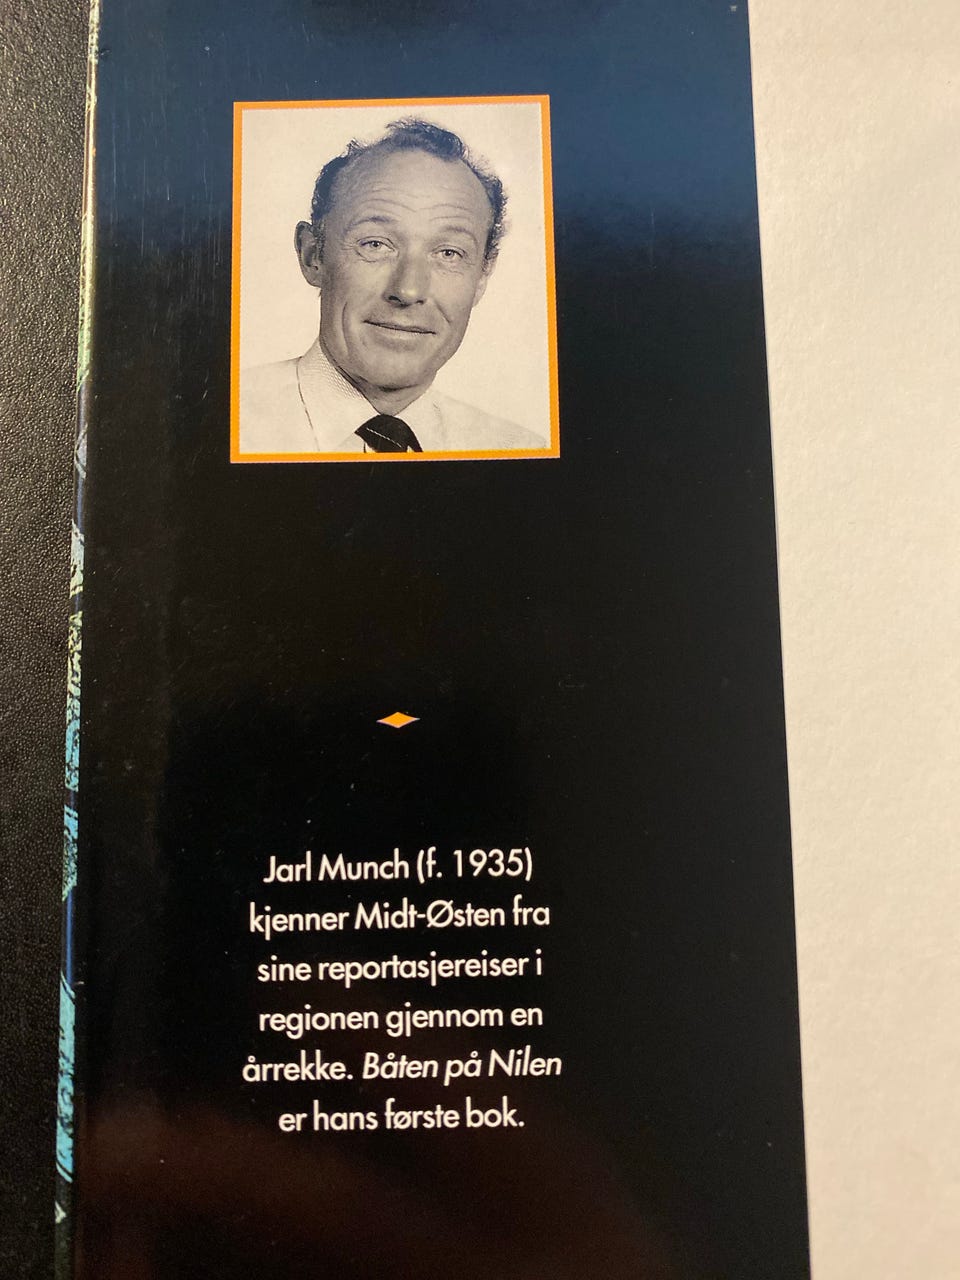 Jarl Munch (f. 1935)
kjenner Midt-Østen fra
sine reportasjereiser i
regionen gjennom en
årrekke. Båten på Nilen
er hans første bok.